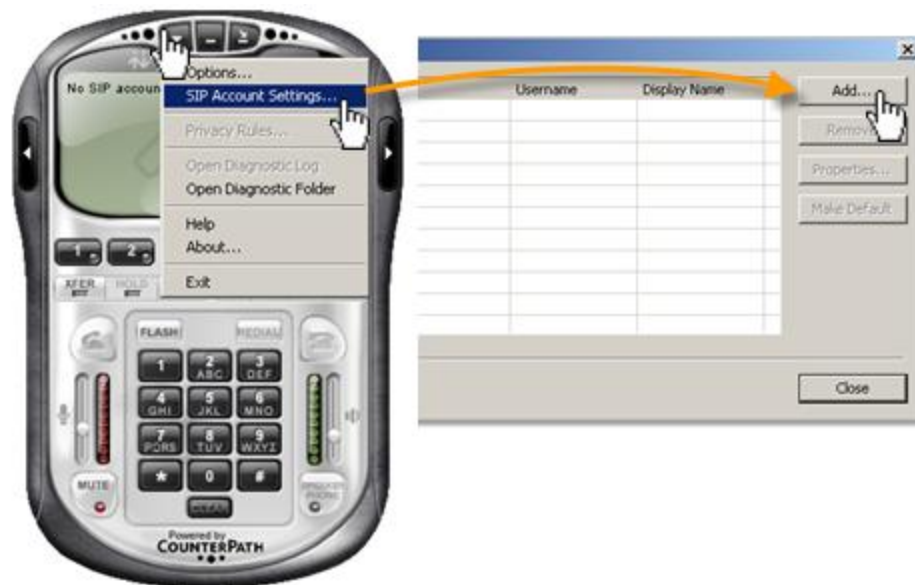 No SIP accoun
Options...
SIP Account Settings...
Privacy Rules...
Open Diagnostic Log
Open Diagnostic Folder
Help
About...
Exit
1
2
XFER
HOLD
FLASH
REDIAL
1
2
ABC
3
DEF
4
GHI
5
JKL
6
MNO
7
PQRS
8
TUV
9
WXYZ
*
0
#
MUTE
SPEAKER
PHONE
CLEAR
Powered by
COUNTERPATH
Username
Display Name
Add...
Remove
Properties...
Make Default
Close